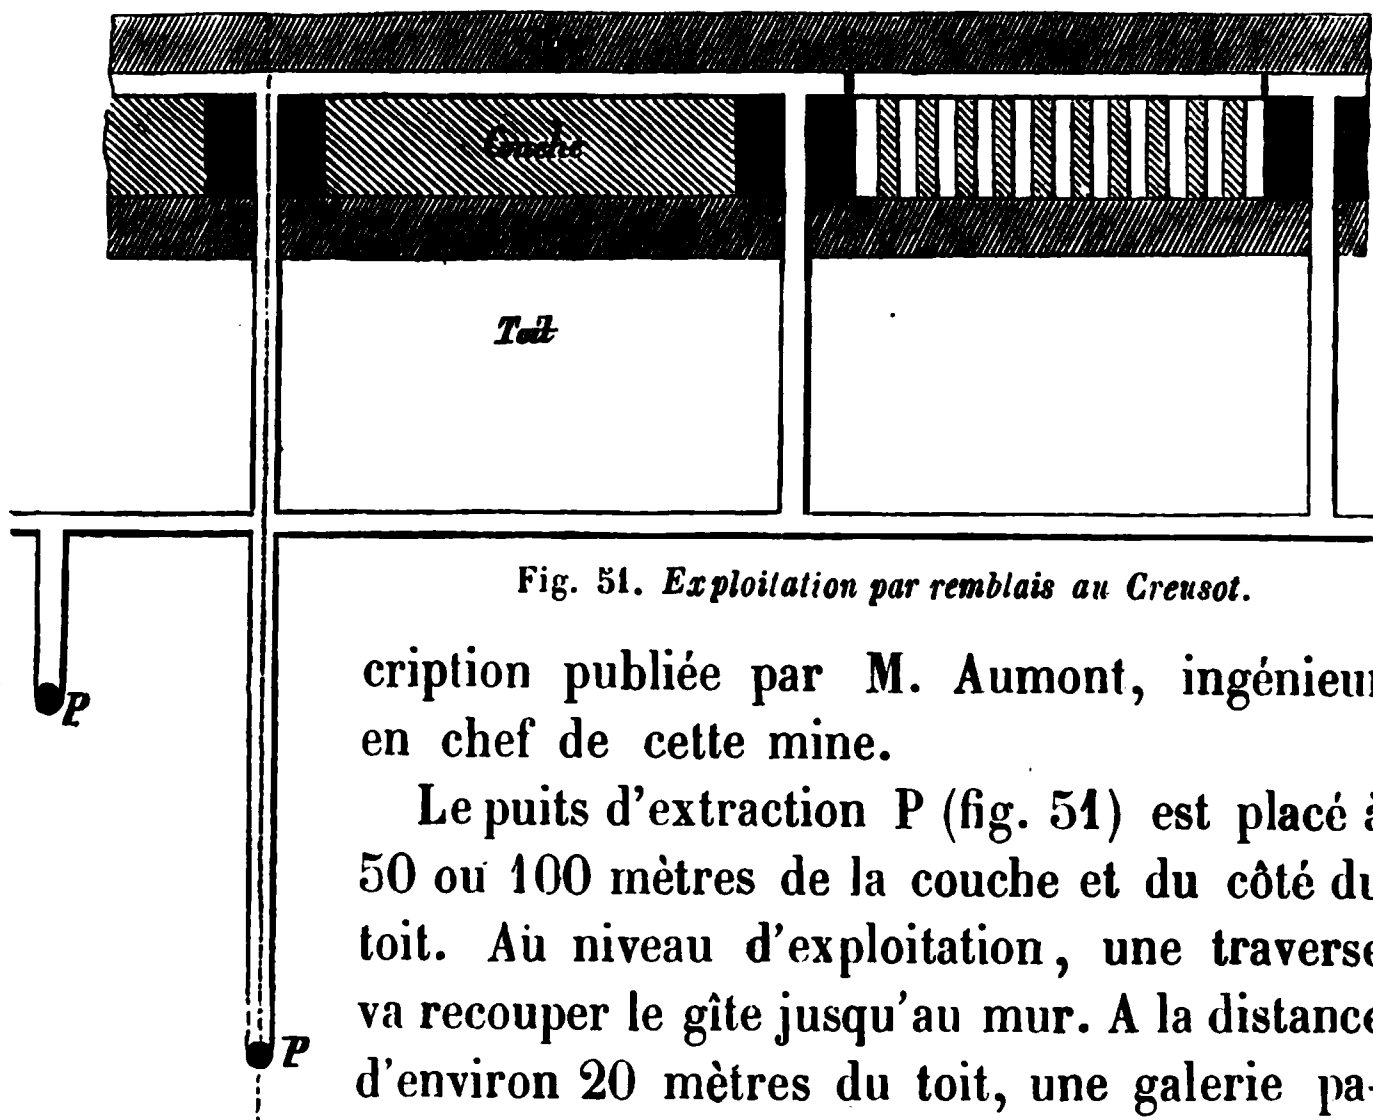 Couche
Toit
Fig. 51. Exploitation par remblais au Creusot.
P
cription publiée par M. Aumont, ingénieur
en chef de cette mine.
Le puits d'extraction P (fig. 51) est placé à
50 ou 100 mètres de la couche et du côté du
toit. Au niveau d'exploitation, une traverse
va recouper le gîte jusqu'au mur. A la distance
P
d'environ 20 mètres du toit, une galerie pa-